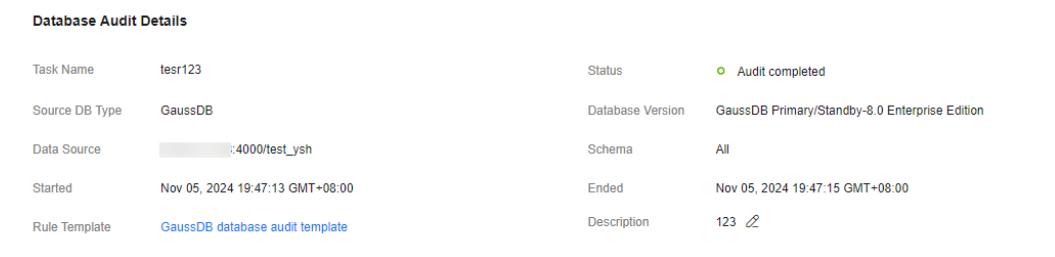 Database Audit Details
Task Name tesr123
Status Audit completed
Source DB Type GaussDB
Database Version GaussDB Primary/Standby-8.0 Enterprise Edition
Data Source :4000/test_ysh
Schema All
Started Nov 05, 2024 19:47:13 GMT+08:00
Ended Nov 05, 2024 19:47:15 GMT+08:00
Rule Template GaussDB database audit template
Description 123